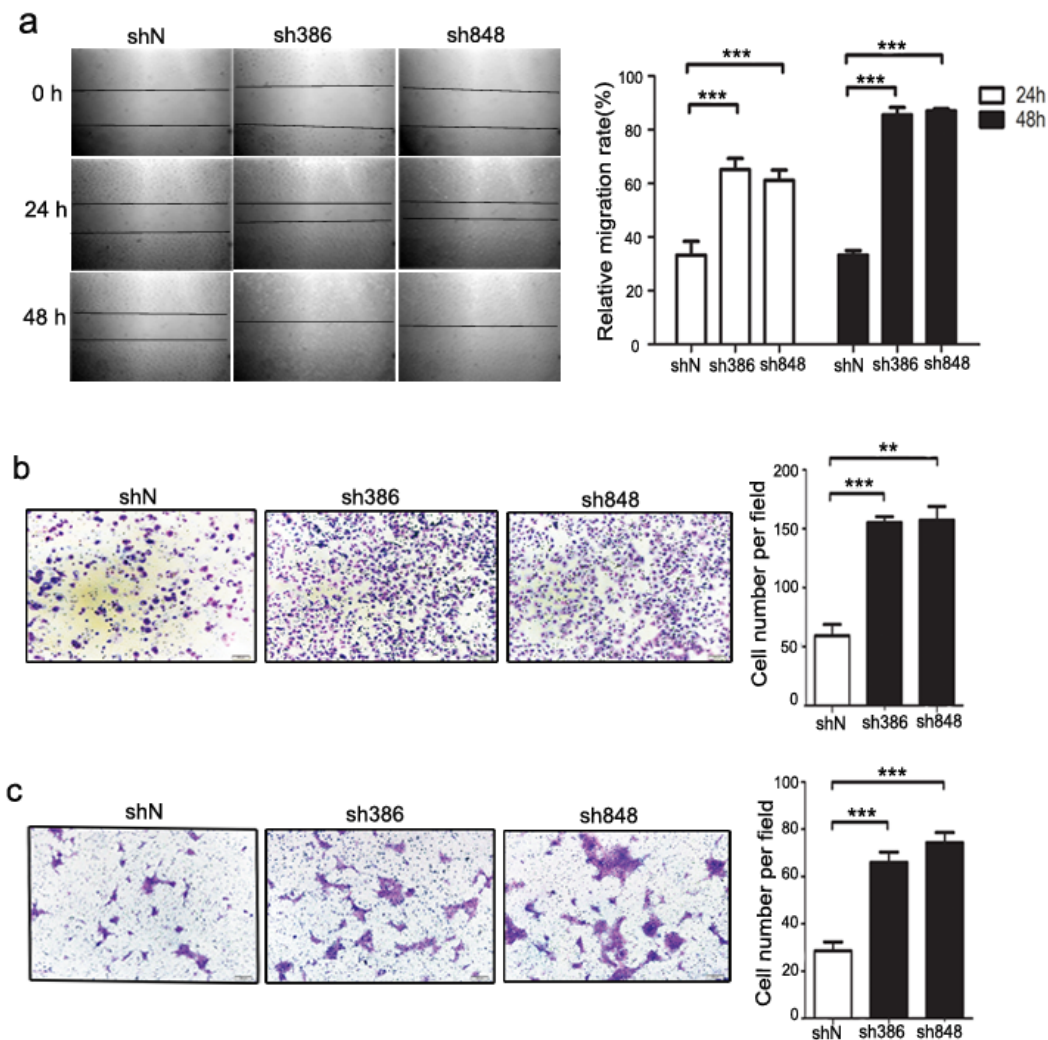 a
shN sh386 sh848
0 h
24 h
48 h
Relative migration rate(%)
100
80
60
40
20
0
*** ***
*** ***
24h
48h
shN sh386 sh848 shN sh386 sh848
b
shN sh386 sh848
Cell number per field
200
150
100
50
0
**
***
shN sh386 sh848
c
shN sh386 sh848
Cell number per field
100
80
60
40
20
0
***
***
shN sh386 sh848